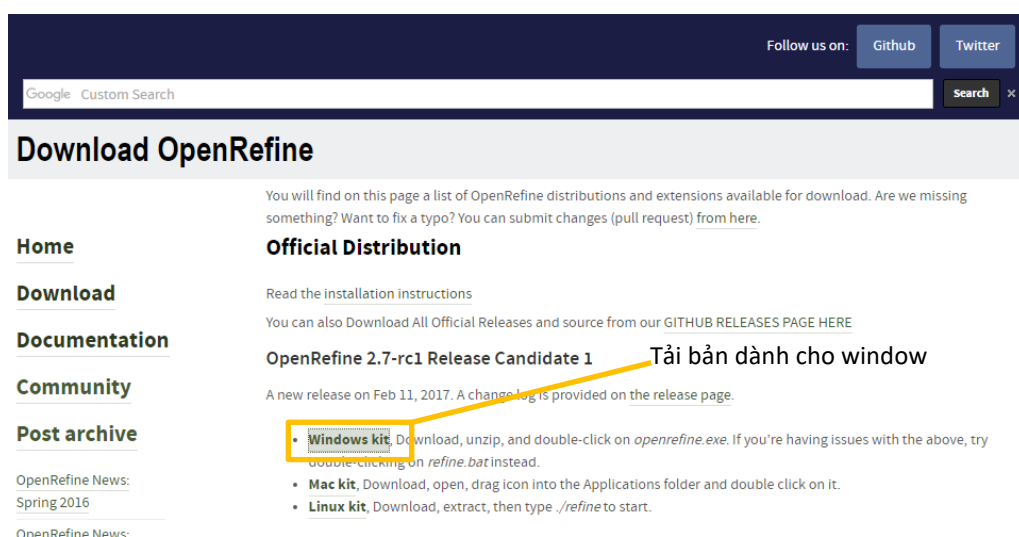 Follow us on: Github Twitter
Google Custom Search Search ×
Download OpenRefine
You will find on this page a list of OpenRefine distributions and extensions available for download. Are we missing
something? Want to fix a typo? You can submit changes (pull request) from here.
Home
Download
Documentation
Community
Post archive
OpenRefine News:
Spring 2016
OpenRefine News:
Official Distribution
Read the installation instructions
You can also Download All Official Releases and source from our GITHUB RELEASES PAGE HERE
OpenRefine 2.7-rc1 Release Candidate 1
Tải bản dành cho window
A new release on Feb 11, 2017. A change log is provided on the release page.
• Windows kit, Download, unzip, and double-click on openrefine.exe. If you're having issues with the above, try
double-clicking on refine.bat instead.
• Mac kit, Download, open, drag icon into the Applications folder and double click on it.
• Linux kit, Download, extract, then type ./refine to start.